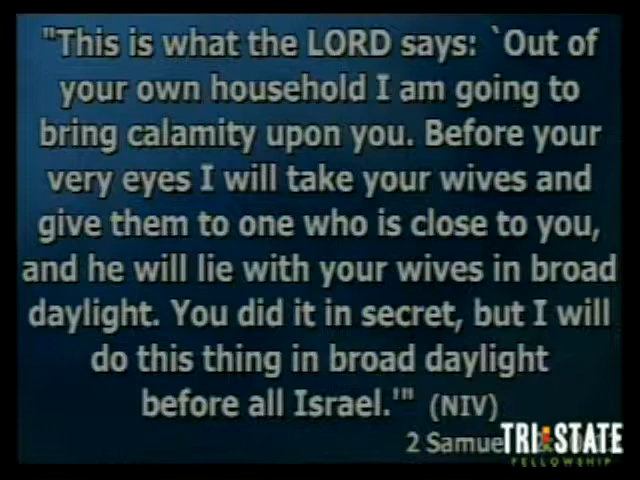 "This is what the LORD says: `Out of
your own household I am going to
bring calamity upon you. Before your
very eyes I will take your wives and
give them to one who is close to you,
and he will lie with your wives in broad
daylight. You did it in secret, but I will
do this thing in broad daylight
before all Israel.'" (NIV)
2
TRI STATE
FELLOWSHIP